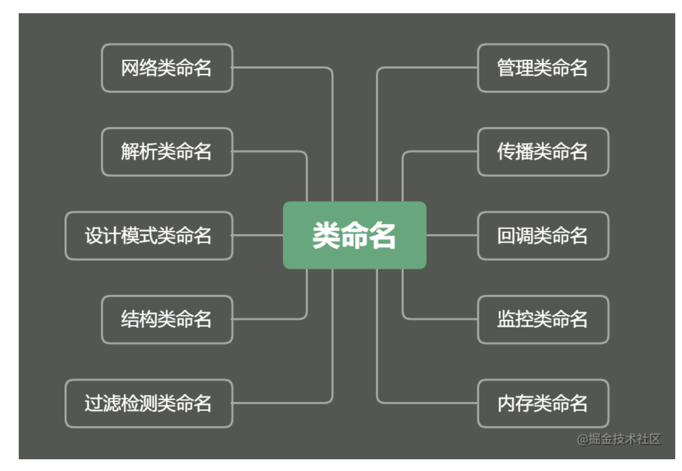 网络类命名
解析类命名
设计模式类命名
结构类命名
过滤检测类命名
类命名
管理类命名
传播类命名
回调类命名
监控类命名
内存类命名
@掘金技术社区